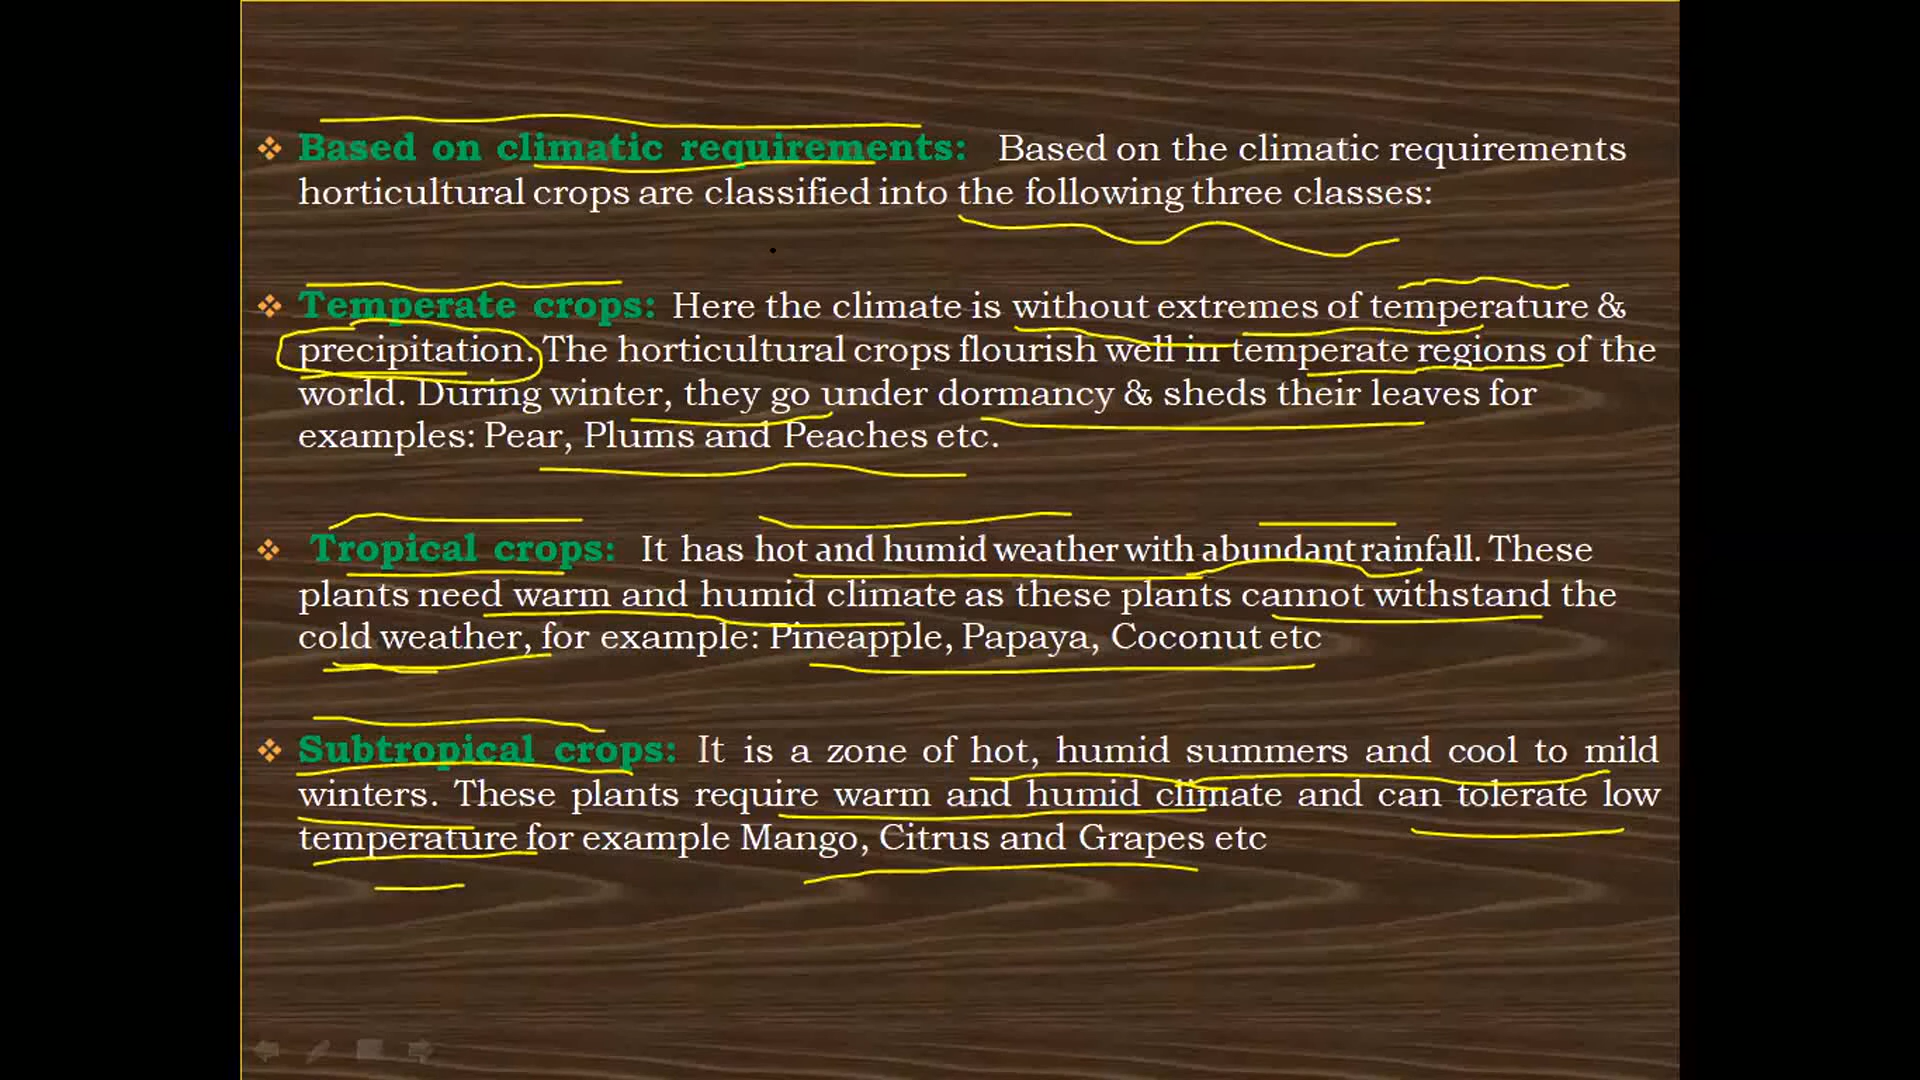 ❖ Based on climatic requirements: Based on the climatic requirements
horticultural crops are classified into the following three classes:
❖ Temperate crops: Here the climate is without extremes of temperature &
precipitation. The horticultural crops flourish well in temperate regions of the
world. During winter, they go under dormancy & sheds their leaves for
examples: Pear, Plums and Peaches etc.
❖ Tropical crops: It has hot and humid weather with abundant rainfall. These
plants need warm and humid climate as these plants cannot withstand the
cold weather, for example: Pineapple, Papaya, Coconut etc
❖ Subtropical crops: It is a zone of hot, humid summers and cool to mild
winters. These plants require warm and humid climate and can tolerate low
temperature for example Mango, Citrus and Grapes etc